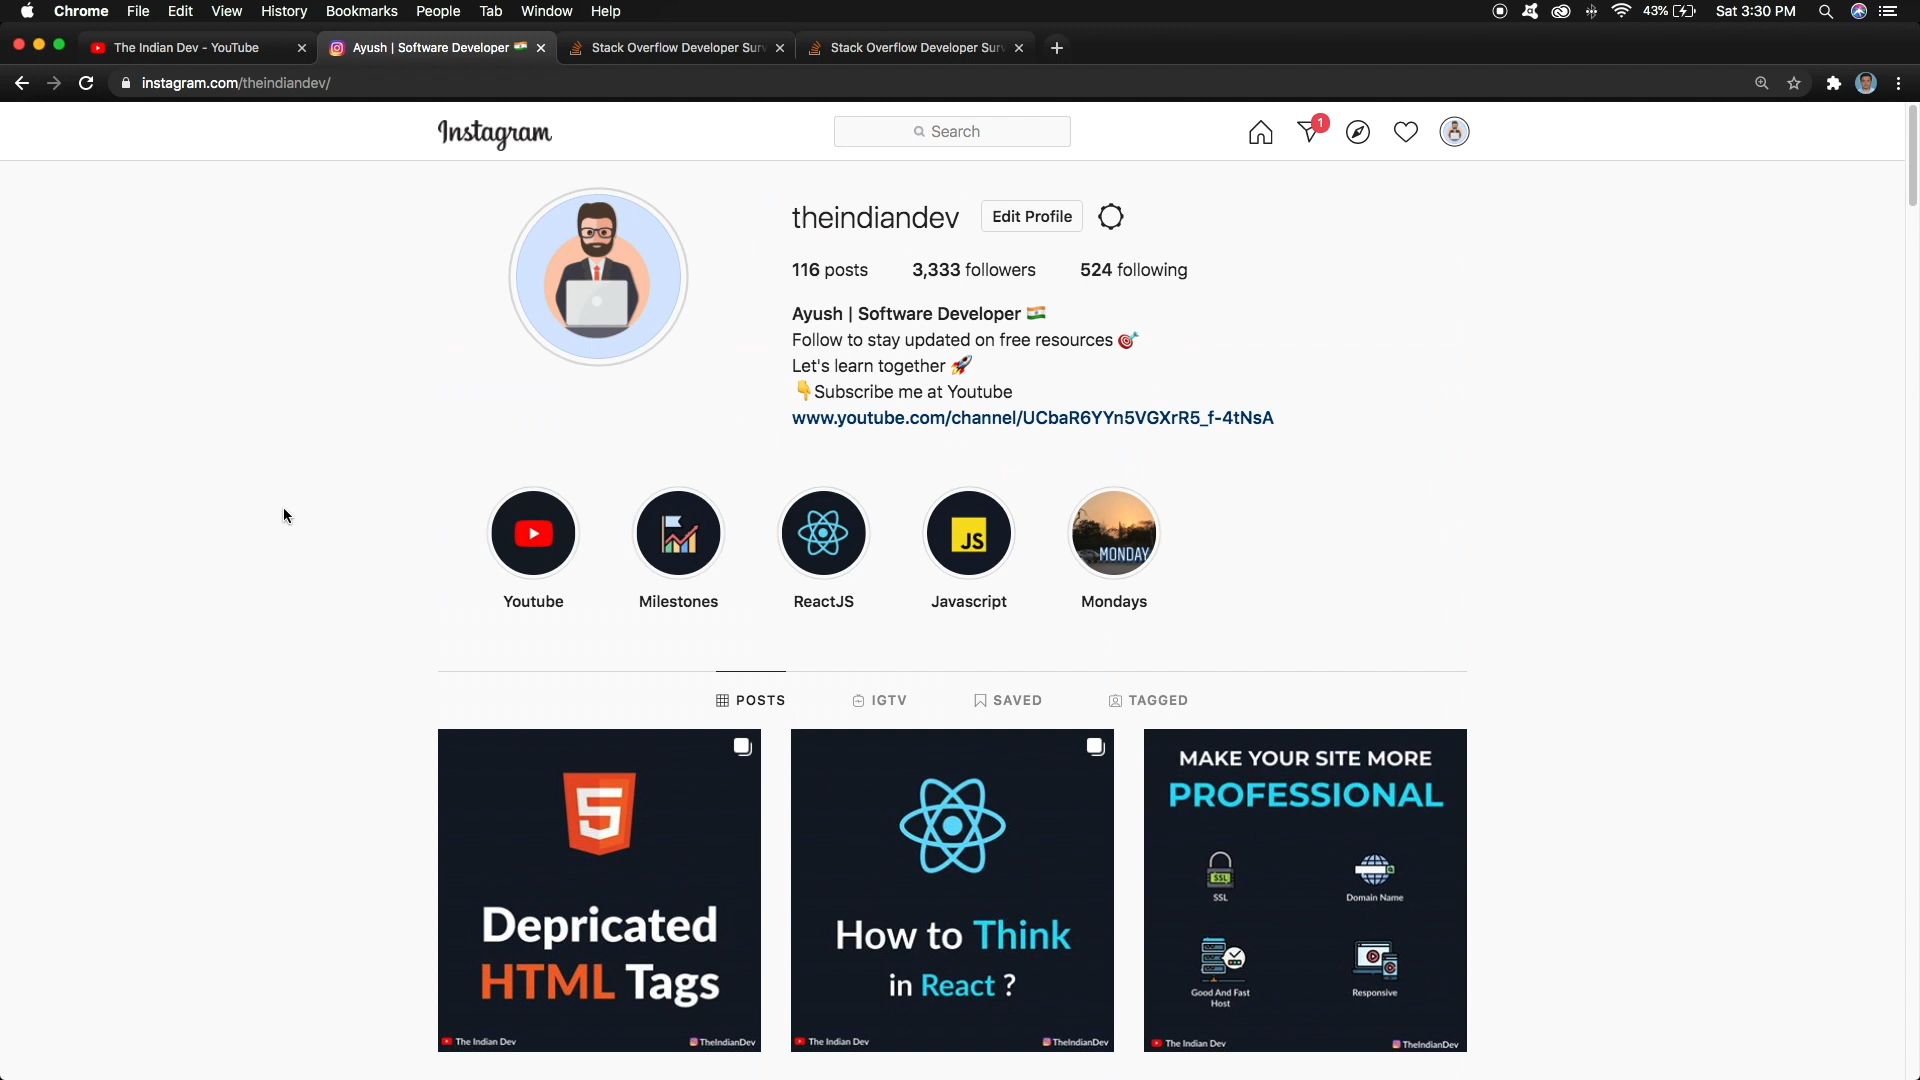 Chrome File Edit View History Bookmarks People Tab Window Help 43% Sat 3:30 PM
The Indian Dev - YouTube
Ayush | Software Developer 🇮🇳
Stack Overflow Developer Surv
Stack Overflow Developer Surv
instagram.com/theindiandev/
Instagram
Search
1
theindiandev Edit Profile
116 posts 3,333 followers 524 following
Ayush | Software Developer 🇮🇳
Follow to stay updated on free resources 🎯
Let's learn together 🚀
👇Subscribe me at Youtube
www.youtube.com/channel/UCbaR6YYn5VGXrR5_f-4tNsA
JS
MONDAY
Youtube Milestones ReactJS Javascript Mondays
POSTS IGTV SAVED TAGGED
5
Depricated
HTML Tags
The Indian Dev TheIndianDev
How to Think
in React ?
The Indian Dev TheIndianDev
MAKE YOUR SITE MORE
PROFESSIONAL
SSL
SSL Domain Name
Good And Fast
Host
Responsive
The Indian Dev TheIndianDev